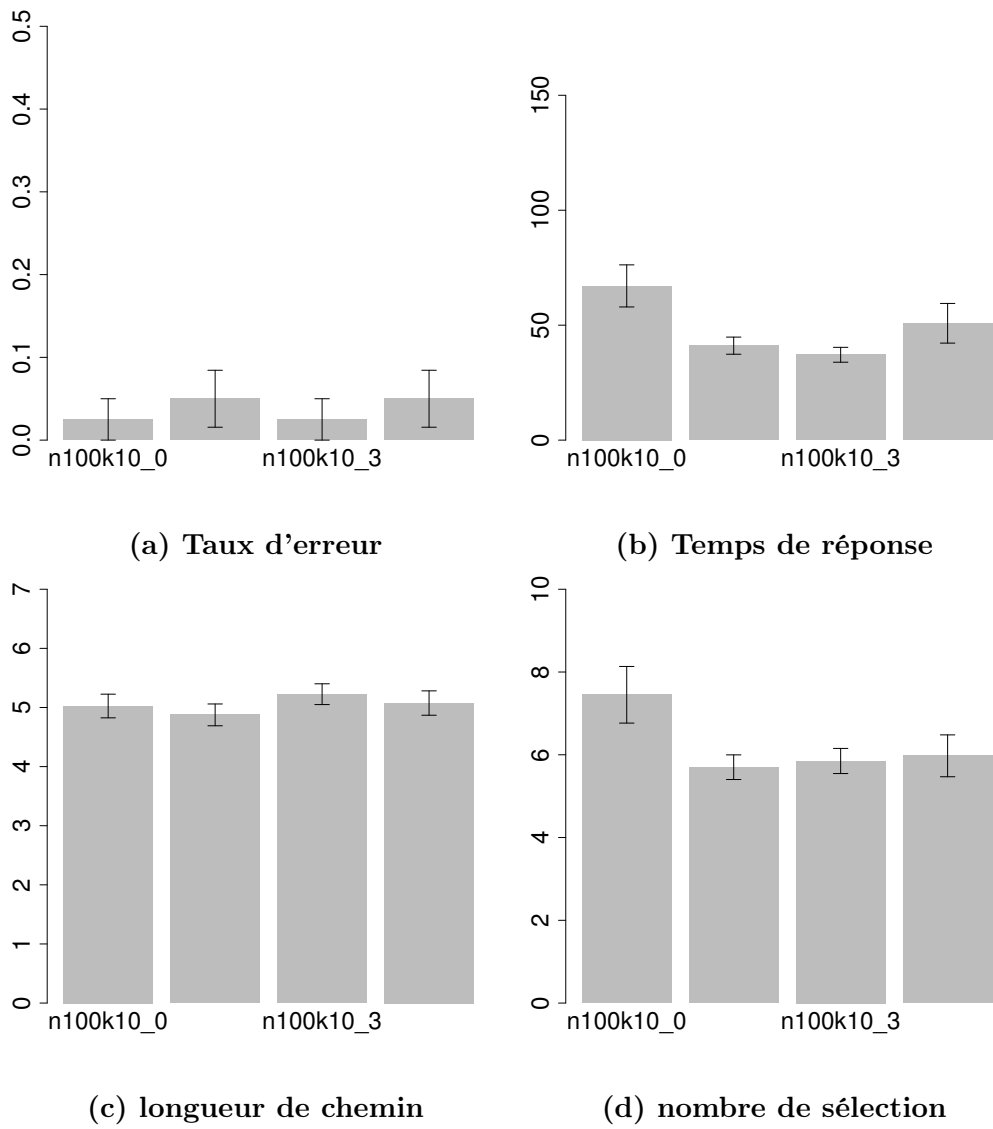 0.0 0.1 0.2 0.3 0.4 0.5
n100k10_0 n100k10_3
(a) Taux d'erreur
0 50 100 150
n100k10_0 n100k10_3
(b) Temps de réponse
0 1 2 3 4 5 6 7
n100k10_0 n100k10_3
(c) longueur de chemin
0 2 4 6 8 10
n100k10_0 n100k10_3
(d) nombre de sélection